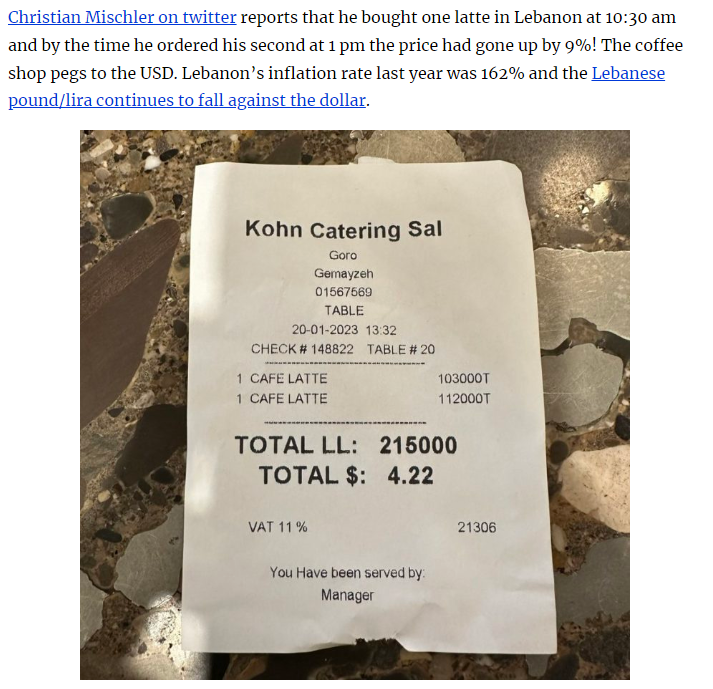 Christian Mischler on twitter reports that he bought one latte in Lebanon at 10:30 am
and by the time he ordered his second at 1 pm the price had gone up by 9%! The coffee
shop pegs to the USD. Lebanon’s inflation rate last year was 162% and the Lebanese
pound/lira continues to fall against the dollar.
Kohn Catering Sal
Goro
Gemayzeh
01567569
TABLE
20-01-2023 13:32
CHECK # 148822 TABLE # 20
1 CAFE LATTE 103000T
1 CAFE LATTE 112000T
TOTAL LL: 215000
TOTAL $: 4.22
VAT 11 % 21306
You Have been served by:
Manager